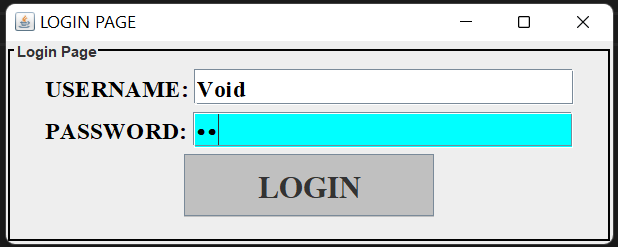 LOGIN PAGE
Login Page
USERNAME: Void
PASSWORD: ••
LOGIN